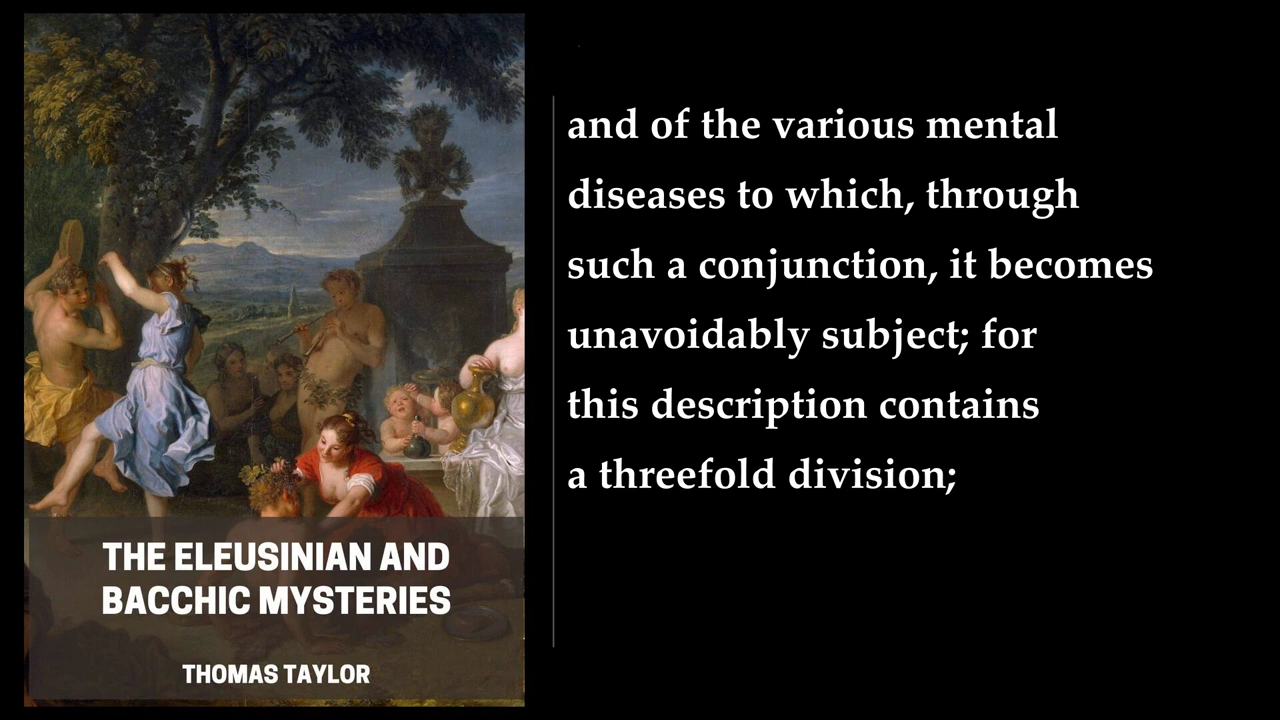 and of the various mental
diseases to which, through
such a conjunction, it becomes
unavoidably subject; for
this description contains
a threefold division;
THE ELEUSINIAN AND
BACCHIC MYSTERIES
THOMAS TAYLOR